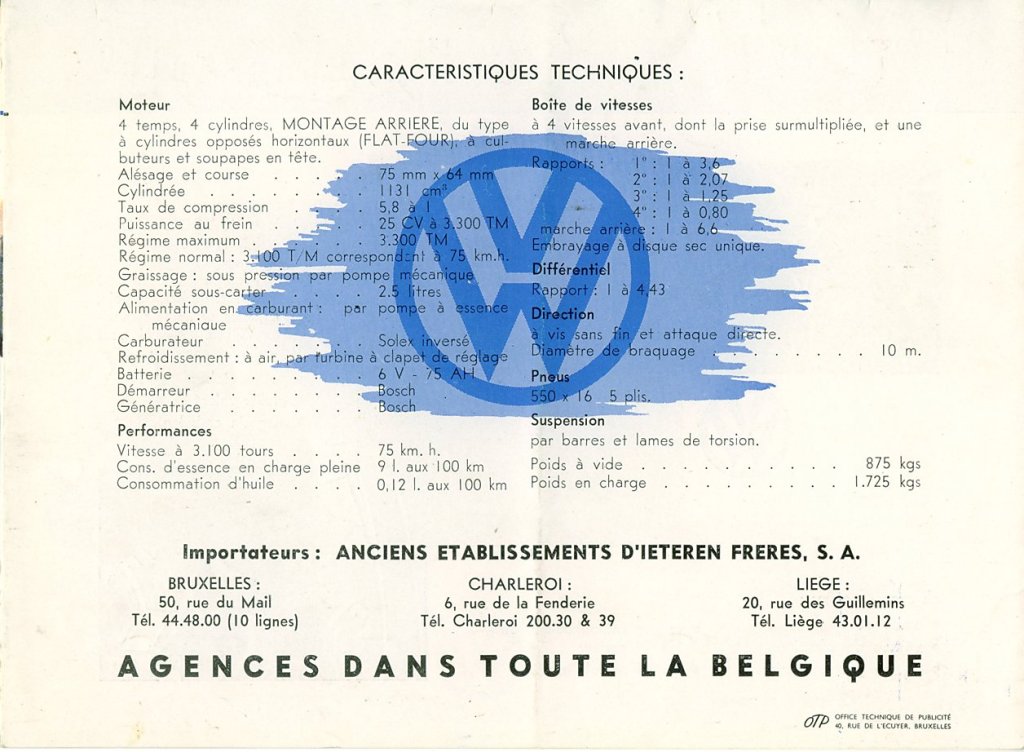 CARACTERISTIQUES TECHNIQUES :
Moteur
4 temps, 4 cylindres, MONTAGE ARRIERE, du type
à cylindres opposés horizontaux (FLAT-FOUR), à cul-
buteurs et soupapes en tête.
Alésage et course . . . . 75 mm x 64 mm
Cylindrée . . . . . . 1131 cm³
Taux de compression . . . . 5,8 à 1
Puissance au frein . . . . 25 CV à 3.300 TM
Régime maximum . . . . . 3.300 TM
Régime normal : 3.100 T/M correspondent à 75 km.h.
Graissage : sous pression par pompe mécanique
Capacité sous-carter . . . . 2.5 litres
Alimentation en carburant : par pompe à essence
mécanique
Carburateur . . . . . . Solex inversé
Refroidissement : à air, par turbine à clapet de réglage
Batterie . . . . . . . 6 V - 75 AH
Démarreur . . . . . . Bosch
Génératrice . . . . . . Bosch
Performances
Vitesse à 3.100 tours . . . . 75 km. h.
Cons. d'essence en charge pleine 9 l. aux 100 km
Consommation d'huile . . . . 0,12 l. aux 100 km
Boîte de vitesses
à 4 vitesses avant, dont la prise surmultipliée, et une
marche arrière.
Rapports : 1° : 1 à 3,6
2° : 1 à 2,07
3° : 1 à 1,25
4° : 1 à 0,80
marche arrière : 1 à 6,6
Embrayage à disque sec unique.
Différentiel
Rapport : 1 à 4,43
Direction
à vis sans fin et attaque directe.
Diamètre de braquage . . . . . . . . 10 m.
Pneus
550 x 16 5 plis.
Suspension
par barres et lames de torsion.
Poids à vide . . . . . . . . . . 875 kgs
Poids en charge . . . . . . . . . 1.725 kgs
VW
Importateurs : ANCIENS ETABLISSEMENTS D'IETEREN FRERES, S. A.
BRUXELLES :
50, rue du Mail
Tél. 44.48.00 (10 lignes)
CHARLEROI :
6, rue de la Fenderie
Tél. Charleroi 200.30 & 39
LIEGE :
20, rue des Guillemins
Tél. Liège 43.01.12
AGENCES DANS TOUTE LA BELGIQUE
OTP OFFICE TECHNIQUE DE PUBLICITÉ
40, RUE DE L'ECUYER, BRUXELLES